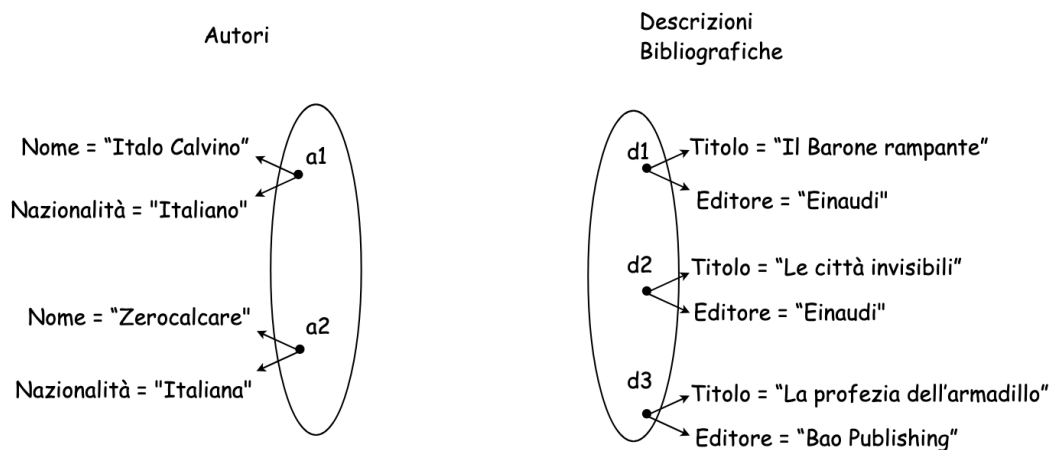 Autori
Descrizioni
Bibliografiche
Nome = “Italo Calvino”
a1
Nazionalità = "Italiano"
Nome = “Zerocalcare"
a2
Nazionalità = "Italiana"
d1
Titolo = “Il Barone rampante”
Editore = “Einaudi"
d2
Titolo = “Le città invisibili”
Editore = “Einaudi"
d3
Titolo = “La profezia dell’armadillo”
Editore = “Bao Publishing”